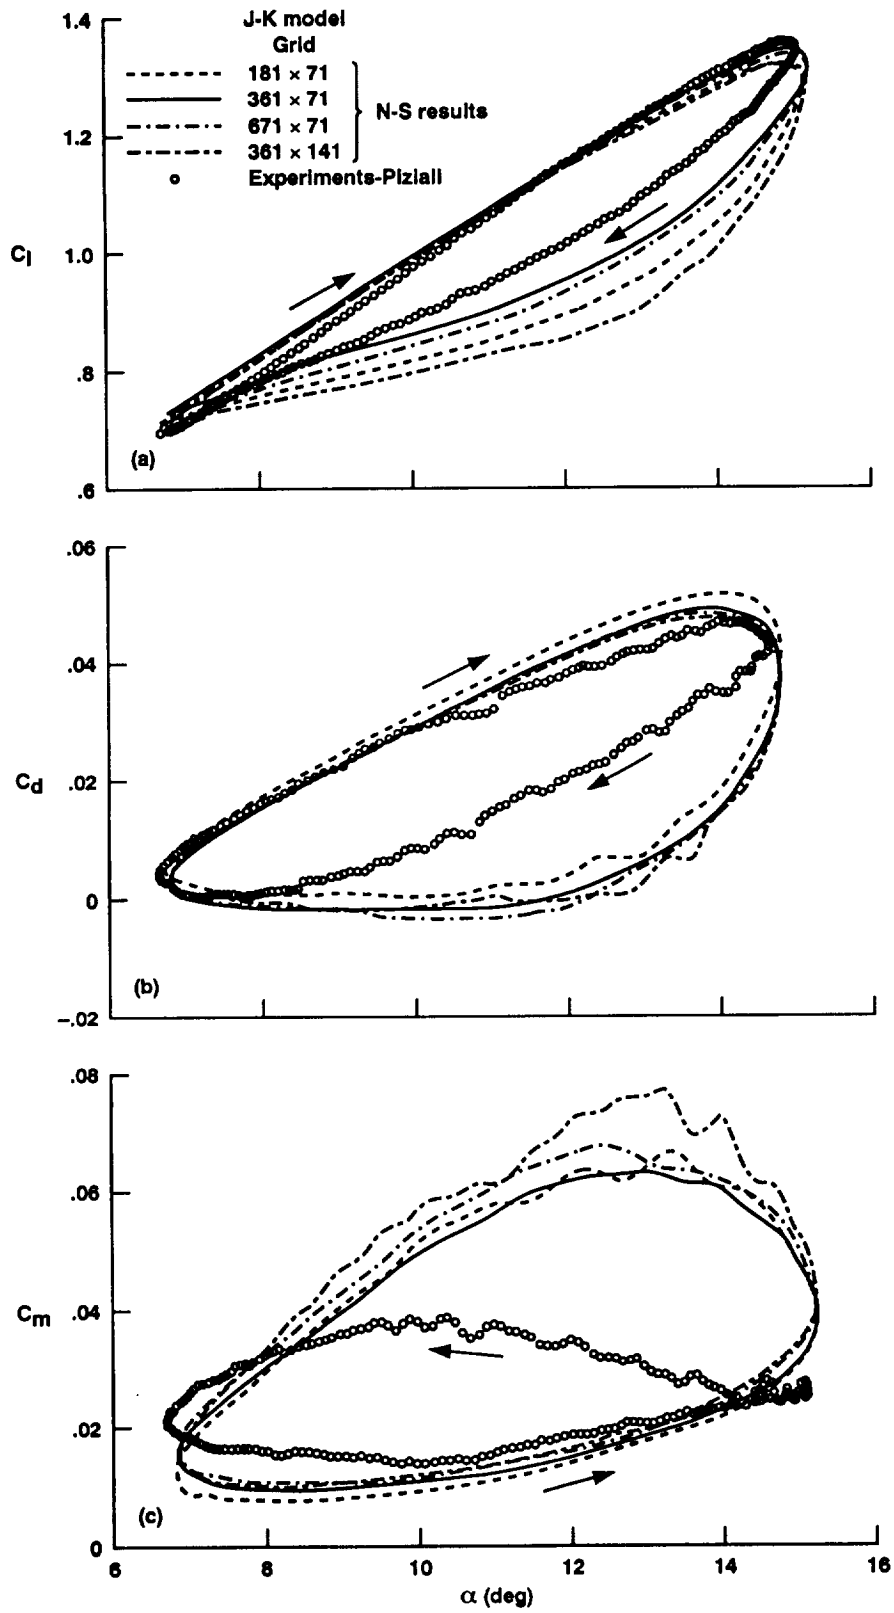 J-K model
Grid
181 × 71
361 × 71
671 × 71
361 × 141
N-S results
Experiments-Piziali
1.4
1.2
1.0
.8
.6
Cl
(a)
.06
.04
.02
0
–.02
Cd
(b)
.08
.06
.04
.02
0
Cm
(c)
6 8 10 12 14 16
α (deg)